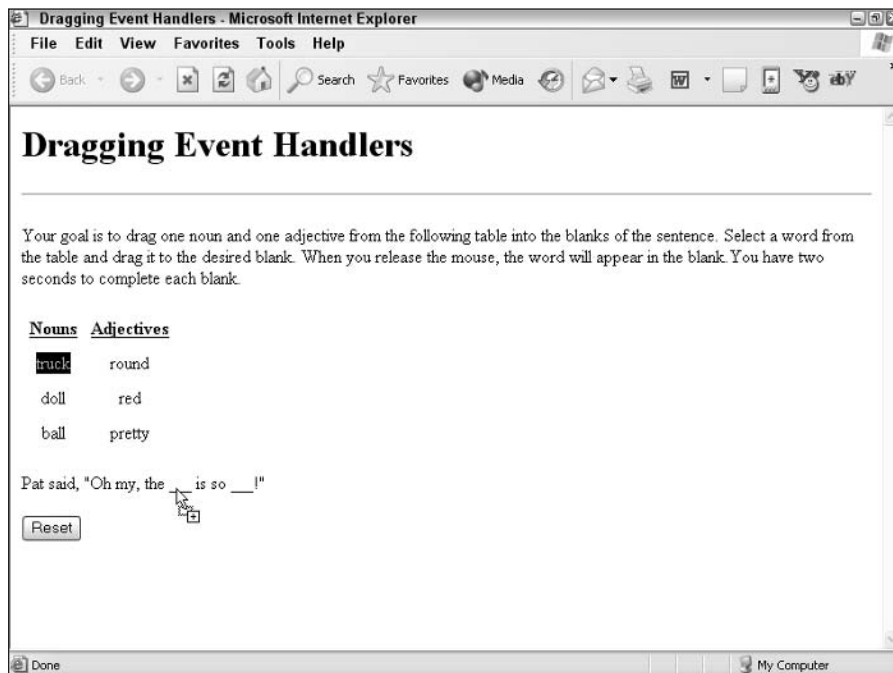 Dragging Event Handlers - Microsoft Internet Explorer
File Edit View Favorites Tools Help
Back Search Favorites Media W abY
Dragging Event Handlers
Your goal is to drag one noun and one adjective from the following table into the blanks of the sentence. Select a word from
the table and drag it to the desired blank. When you release the mouse, the word will appear in the blank.You have two
seconds to complete each blank.
Nouns Adjectives
truck round
doll red
ball pretty
Pat said, "Oh my, the ___ is so ___!"
Reset
Done My Computer